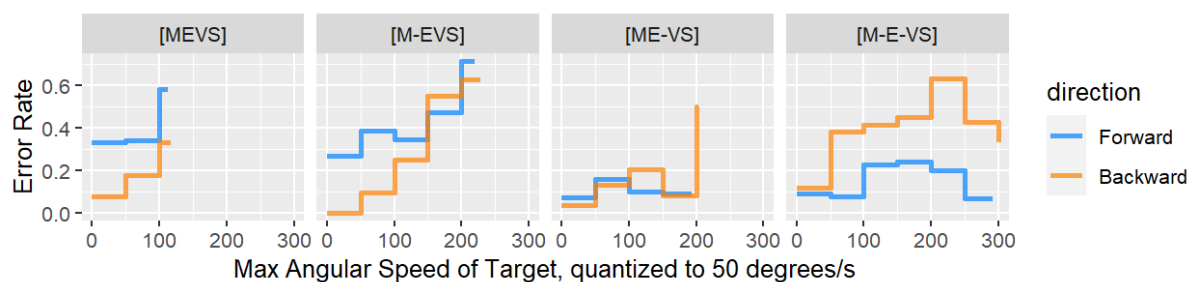 [MEVS] [M-EVS] [ME-VS] [M-E-VS]
Error Rate
0.6
0.4
0.2
0.0
0 100 200 300 0 100 200 300 0 100 200 300 0 100 200 300
Max Angular Speed of Target, quantized to 50 degrees/s
direction
Forward
Backward